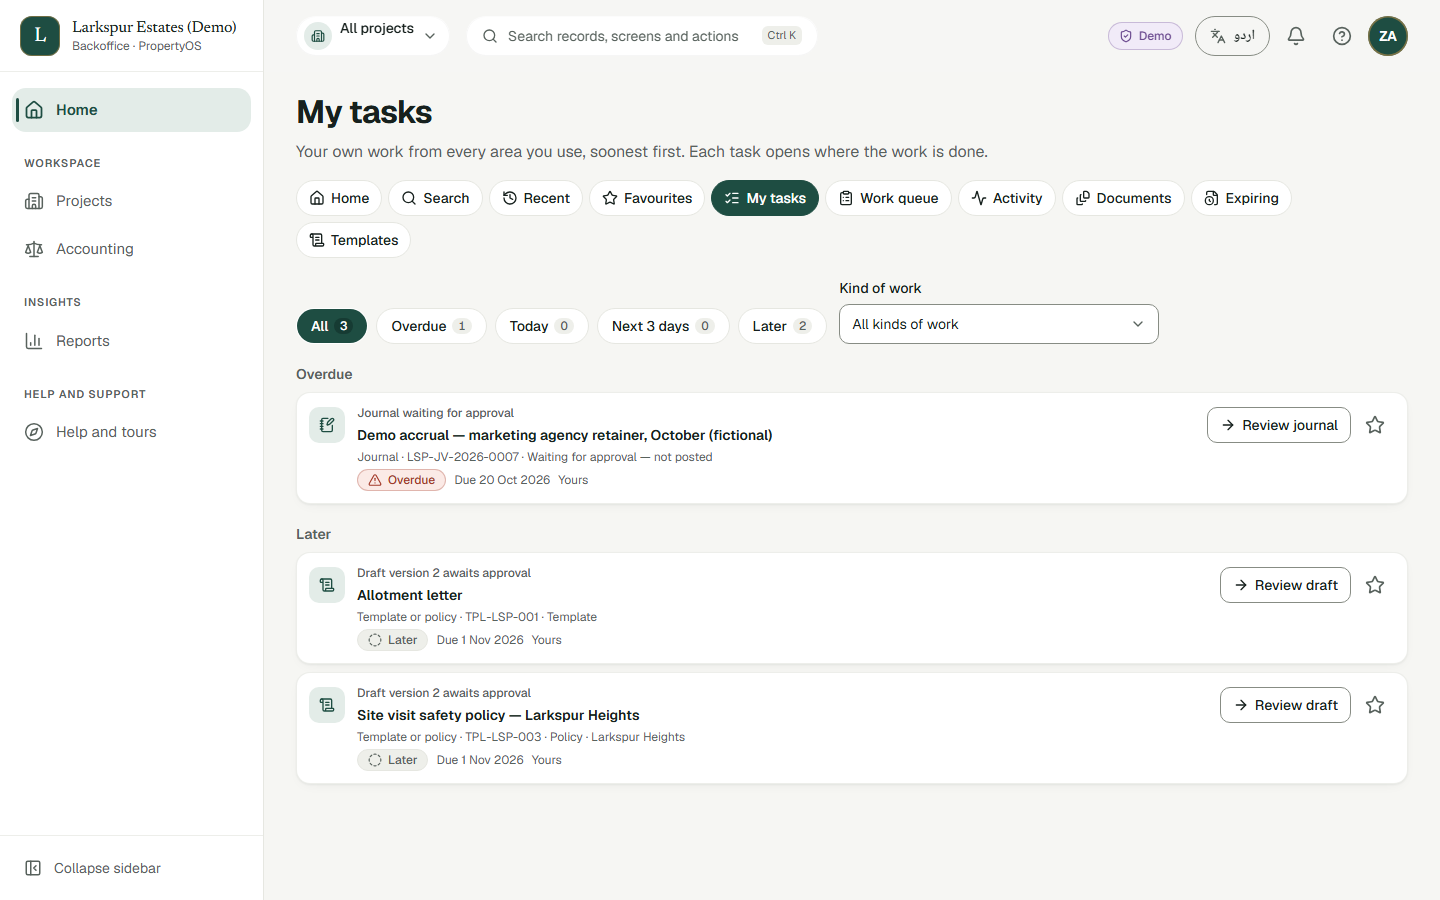 L
Larkspur Estates (Demo)
Backoffice · PropertyOS
All projects
Search records, screens and actions
Ctrl K
Demo
اردو
ZA
Home
WORKSPACE
Projects
Accounting
INSIGHTS
Reports
HELP AND SUPPORT
Help and tours
Collapse sidebar
My tasks
Your own work from every area you use, soonest first. Each task opens where the work is done.
Home
Search
Recent
Favourites
My tasks
Work queue
Activity
Documents
Expiring
Templates
All 3
Overdue 1
Today 0
Next 3 days 0
Later 2
Kind of work
All kinds of work
Overdue
Journal waiting for approval
Demo accrual — marketing agency retainer, October (fictional)
Journal · LSP-JV-2026-0007 · Waiting for approval — not posted
Overdue Due 20 Oct 2026 Yours
Review journal
Later
Draft version 2 awaits approval
Allotment letter
Template or policy · TPL-LSP-001 · Template
Later Due 1 Nov 2026 Yours
Review draft
Draft version 2 awaits approval
Site visit safety policy — Larkspur Heights
Template or policy · TPL-LSP-003 · Policy · Larkspur Heights
Later Due 1 Nov 2026 Yours
Review draft